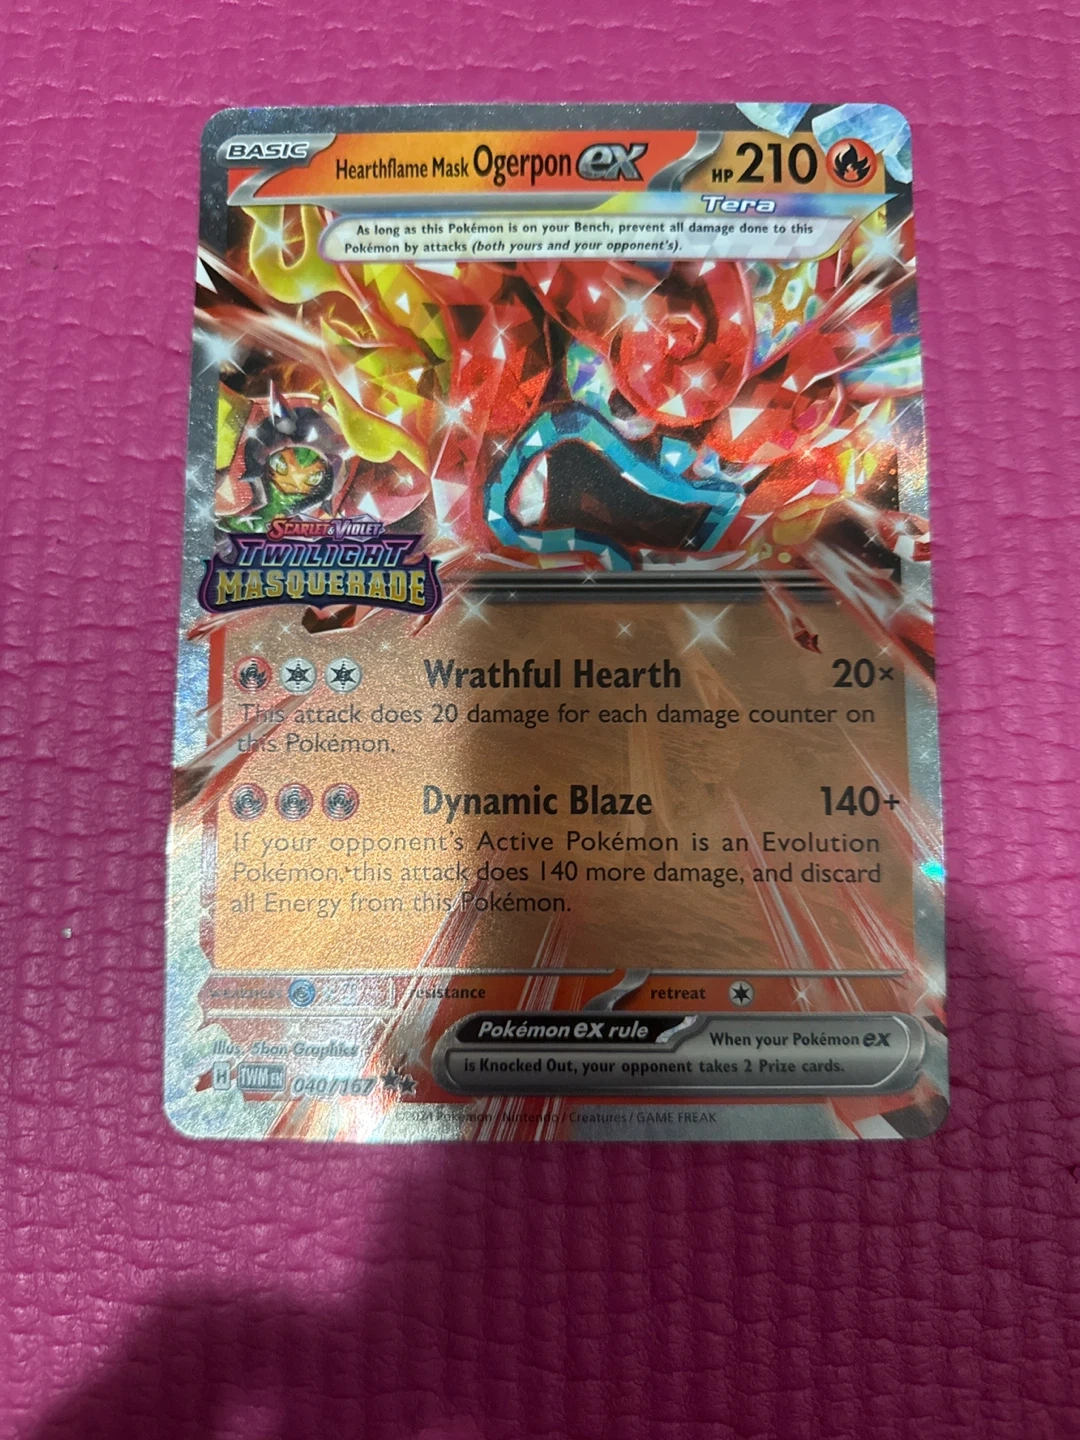 BASIC
Hearthflame Mask Ogerpon ex
HP 210
Tera
As long as this Pokémon is on your Bench, prevent all damage done to this
Pokémon by attacks (both yours and your opponent's).
SCARLET & VIOLET
TWILIGHT
MASQUERADE
Wrathful Hearth 20×
This attack does 20 damage for each damage counter on
this Pokémon.
Dynamic Blaze 140+
If your opponent's Active Pokémon is an Evolution
Pokémon, this attack does 140 more damage, and discard
all Energy from this Pokémon.
weakness resistance retreat
Pokémon ex rule
When your Pokémon ex
is Knocked Out, your opponent takes 2 Prize cards.
Illus. 5ban Graphics
H TWM EN 040/167
©2024 Pokémon / Nintendo / Creatures / GAME FREAK